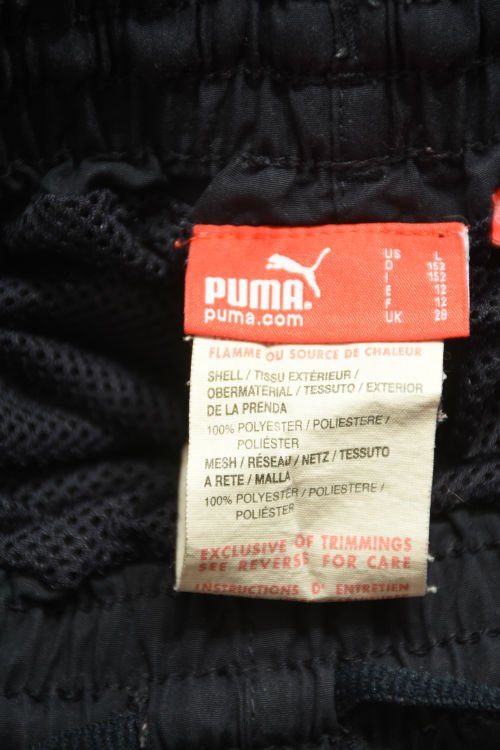 PUMA.
puma.com
US L
D 152
I 152
E 12
F 12
UK 28
FLAMME OU SOURCE DE CHALEUR
SHELL / TISSU EXTÉRIEUR /
OBERMATERIAL / TESSUTO / EXTERIOR
DE LA PRENDA
100% POLYESTER / POLIESTERE /
POLIÉSTER
MESH / RÉSEAU / NETZ / TESSUTO
A RETE / MALLA
100% POLYESTER / POLIESTERE /
POLIÉSTER
EXCLUSIVE OF TRIMMINGS
SEE REVERSE FOR CARE
INSTRUCTIONS D' ENTRETIEN